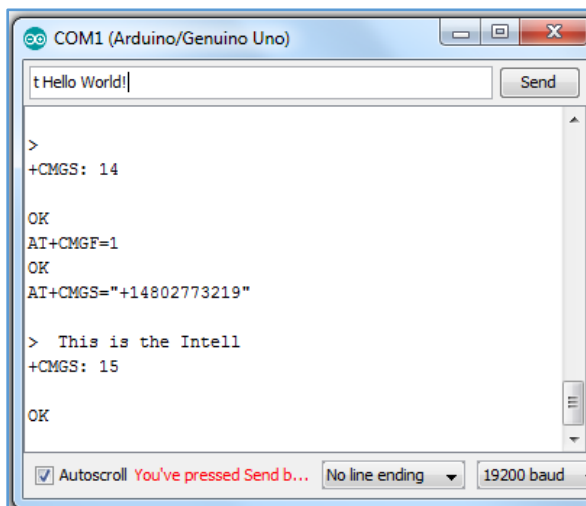 COM1 (Arduino/Genuino Uno)
t Hello World!
Send
>
+CMGS: 14
OK
AT+CMGF=1
OK
AT+CMGS="+14802773219"
>  This is the Intell
+CMGS: 15
OK
Autoscroll You've pressed Send b... No line ending 19200 baud